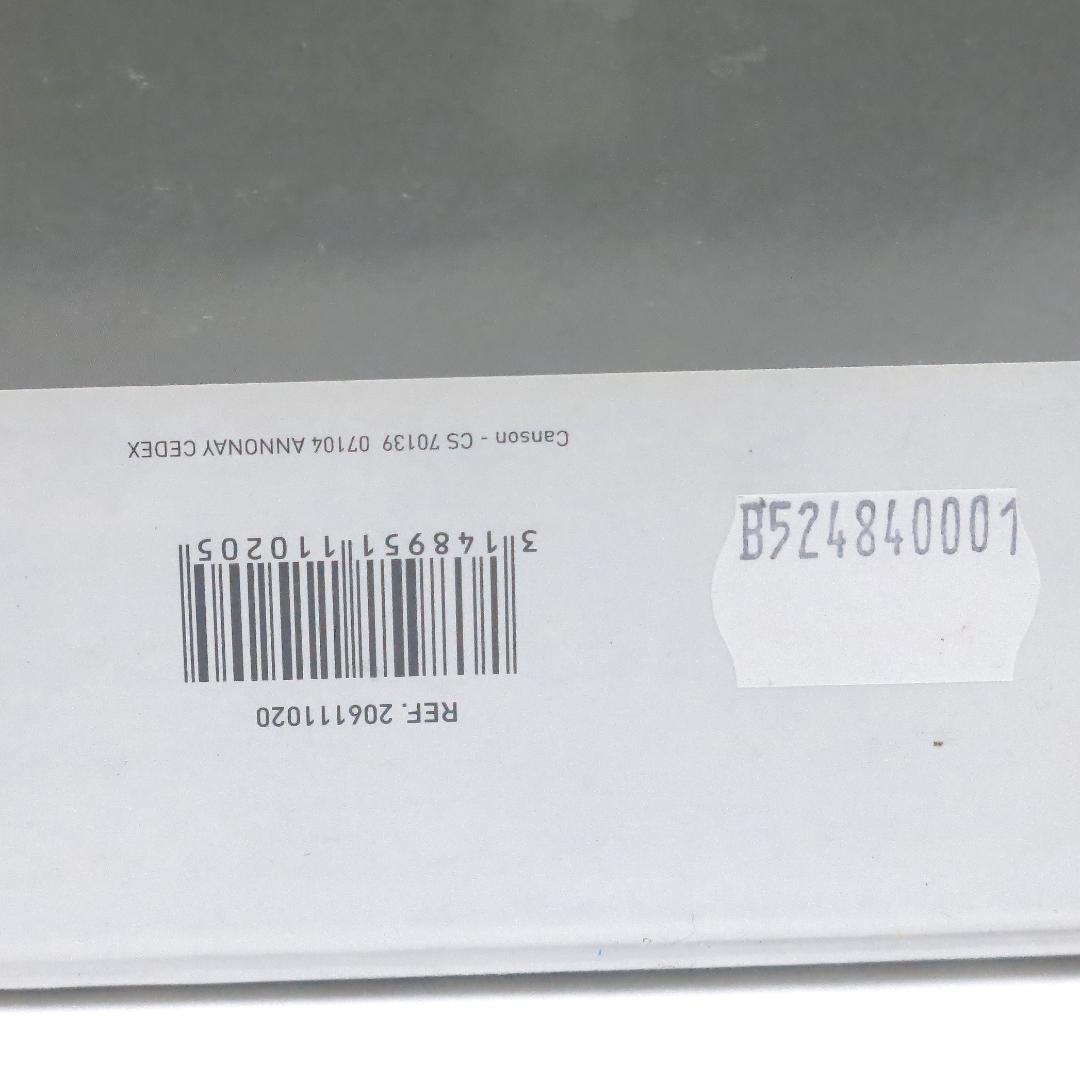 REF. 206111020
3 148951 110205
Canson - CS 70139 07104 ANNONAY CEDEX
B524840001